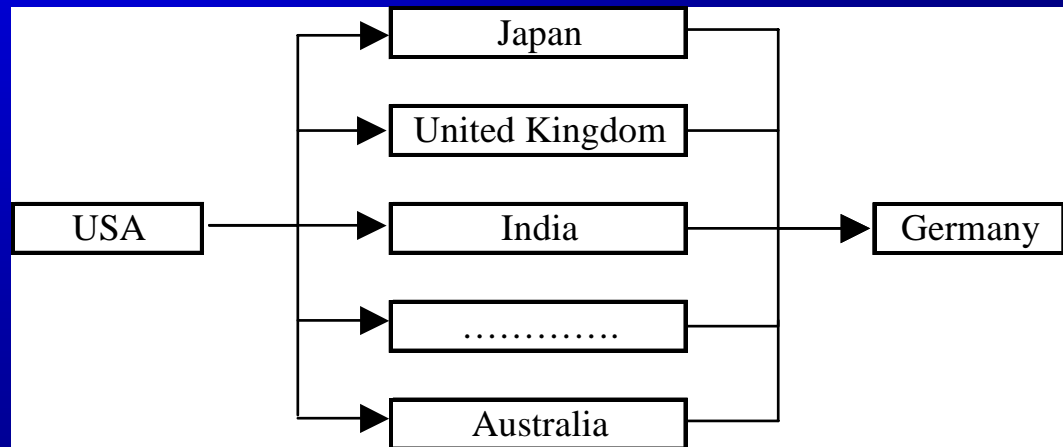 Japan
United Kingdom
USA
India
Germany
………….
Australia